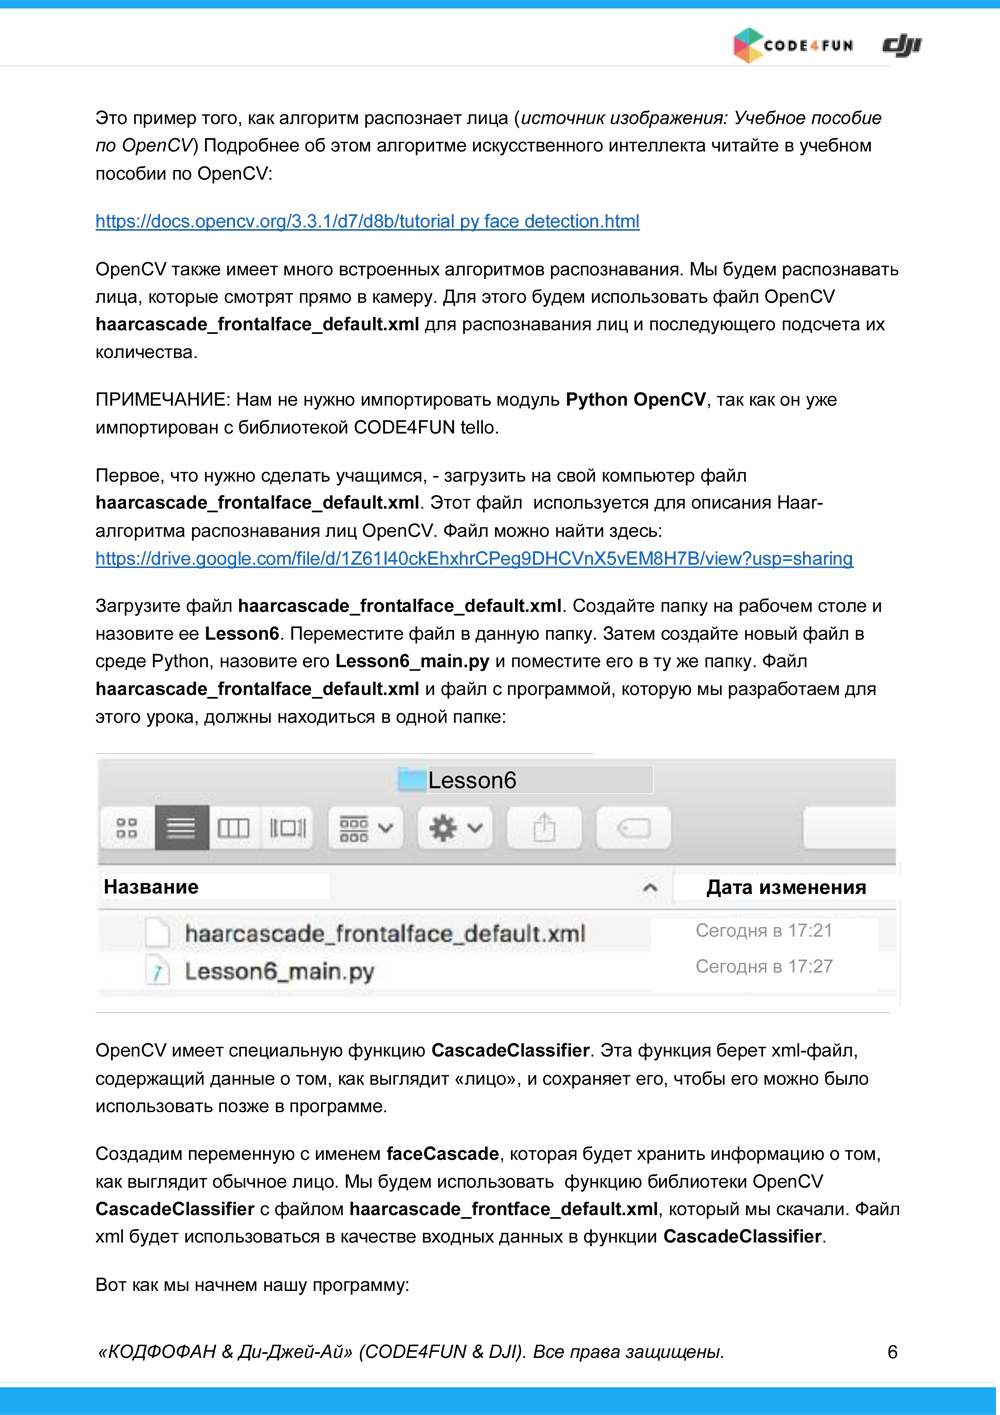 CODE4FUN dji
Это пример того, как алгоритм распознает лица (источник изображения: Учебное пособие
по OpenCV) Подробнее об этом алгоритме искусственного интеллекта читайте в учебном
пособии по OpenCV:
https://docs.opencv.org/3.3.1/d7/d8b/tutorial py face detection.html
OpenCV также имеет много встроенных алгоритмов распознавания. Мы будем распознавать
лица, которые смотрят прямо в камеру. Для этого будем использовать файл OpenCV
haarcascade_frontalface_default.xml для распознавания лиц и последующего подсчета их
количества.
ПРИМЕЧАНИЕ: Нам не нужно импортировать модуль Python OpenCV, так как он уже
импортирован с библиотекой CODE4FUN tello.
Первое, что нужно сделать учащимся, - загрузить на свой компьютер файл
haarcascade_frontalface_default.xml. Этот файл  используется для описания Haar-
алгоритма распознавания лиц OpenCV. Файл можно найти здесь:
https://drive.google.com/file/d/1Z61I40ckEhxhrCPeg9DHCVnX5vEM8H7B/view?usp=sharing
Загрузите файл haarcascade_frontalface_default.xml. Создайте папку на рабочем столе и
назовите ее Lesson6. Переместите файл в данную папку. Затем создайте новый файл в
среде Python, назовите его Lesson6_main.py и поместите его в ту же папку. Файл
haarcascade_frontalface_default.xml и файл с программой, которую мы разработаем для
этого урока, должны находиться в одной папке:
Lesson6
Название Дата изменения
haarcascade_frontalface_default.xml Сегодня в 17:21
Lesson6_main.py Сегодня в 17:27
OpenCV имеет специальную функцию CascadeClassifier. Эта функция берет xml-файл,
содержащий данные о том, как выглядит «лицо», и сохраняет его, чтобы его можно было
использовать позже в программе.
Создадим переменную с именем faceCascade, которая будет хранить информацию о том,
как выглядит обычное лицо. Мы будем использовать  функцию библиотеки OpenCV
CascadeClassifier с файлом haarcascade_frontface_default.xml, который мы скачали. Файл
xml будет использоваться в качестве входных данных в функции CascadeClassifier.
Вот как мы начнем нашу программу:
«КОДФОФАН & Ди-Джей-Ай» (CODE4FUN & DJI). Все права защищены. 6